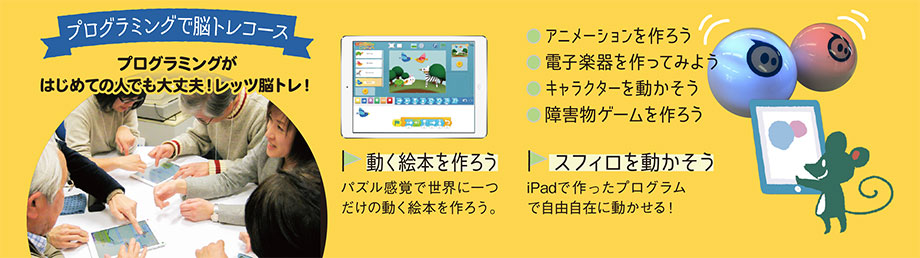 プログラミングで脳トレコース
プログラミングが
はじめての人でも大丈夫!レッツ脳トレ!
動く絵本を作ろう
パズル感覚で世界に一つ
だけの動く絵本を作ろう。
アニメーションを作ろう
電子楽器を作ってみよう
キャラクターを動かそう
障害物ゲームを作ろう
スフィロを動かそう
iPadで作ったプログラム
で自由自在に動かせる!